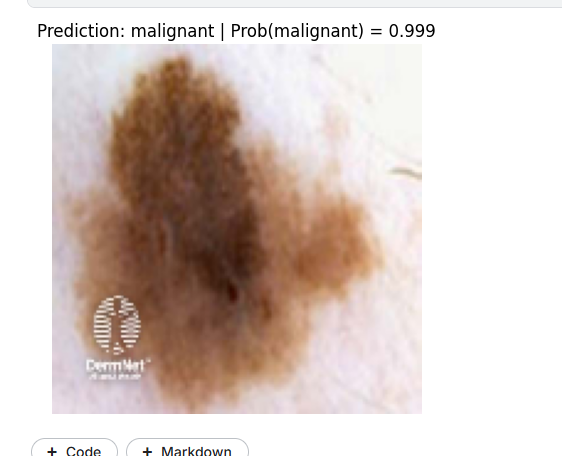 Prediction: malignant | Prob(malignant) = 0.999
DermNet
+ Code
+ Markdown